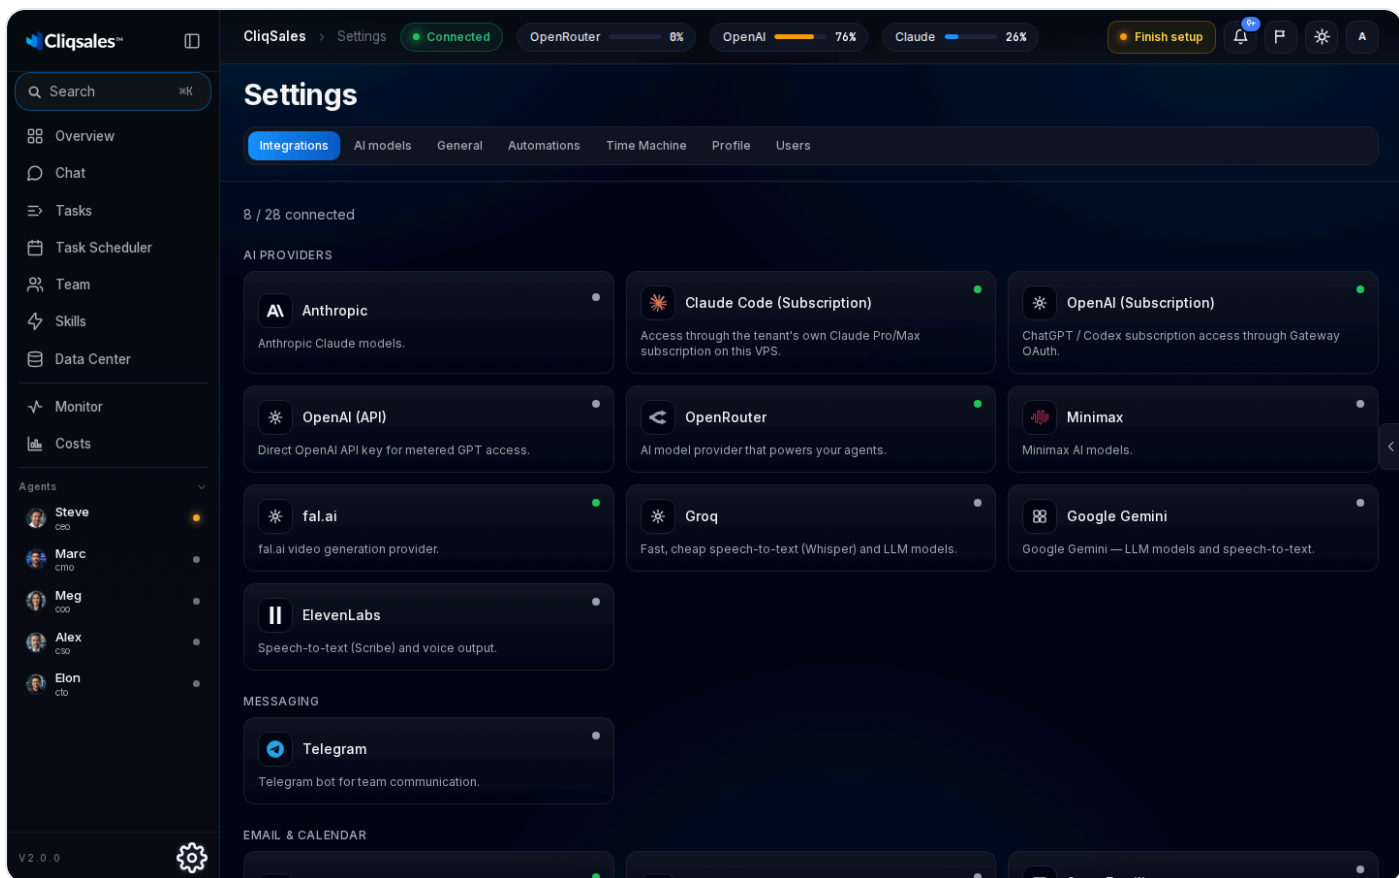 Cliqsales™
CliqSales > Settings
Connected
OpenRouter 0%
OpenAI 76%
Claude 26%
Finish setup
9+
A
Search ⌘K
Overview
Chat
Tasks
Task Scheduler
Team
Skills
Data Center
Monitor
Costs
Agents
Steve
ceo
Marc
cmo
Meg
coo
Alex
cso
Elon
cto
V2.0.0
Settings
Integrations
AI models
General
Automations
Time Machine
Profile
Users
8 / 28 connected
AI PROVIDERS
Anthropic
Anthropic Claude models.
Claude Code (Subscription)
Access through the tenant's own Claude Pro/Max
subscription on this VPS.
OpenAI (Subscription)
ChatGPT / Codex subscription access through Gateway
OAuth.
OpenAI (API)
Direct OpenAI API key for metered GPT access.
OpenRouter
AI model provider that powers your agents.
Minimax
Minimax AI models.
fal.ai
fal.ai video generation provider.
Groq
Fast, cheap speech-to-text (Whisper) and LLM models.
Google Gemini
Google Gemini — LLM models and speech-to-text.
ElevenLabs
Speech-to-text (Scribe) and voice output.
MESSAGING
Telegram
Telegram bot for team communication.
EMAIL & CALENDAR